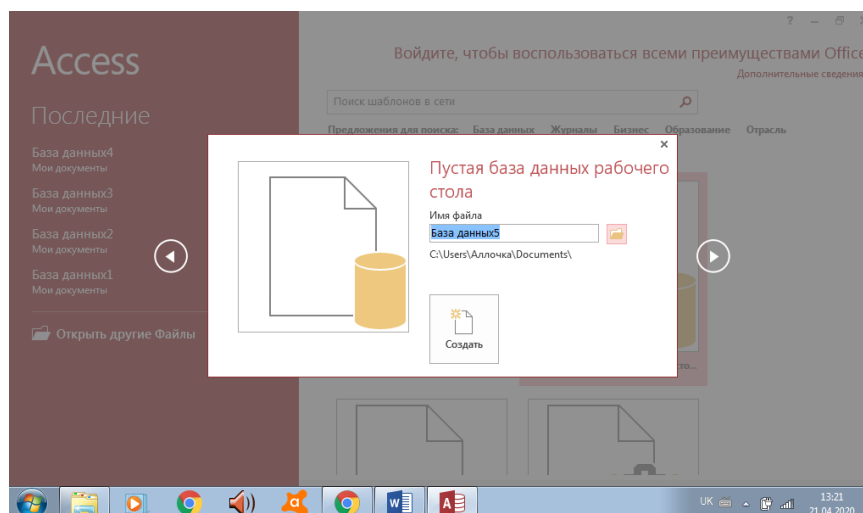 ? – 
Access
Войдите, чтобы воспользоваться всеми преимуществами Office
Дополнительные сведения
Поиск шаблонов в сети
Предложения для поиска: База данных Журналы Бизнес Образование Отрасль
Последние
База данных4
Мои документы
База данных3
Мои документы
База данных2
Мои документы
База данных1
Мои документы
Открыть другие Файлы
Пустая база данных рабочего
стола
Имя файла
База данных5
C:\Users\Аллочка\Documents\
Создать
UK
13:21
21.04.2020